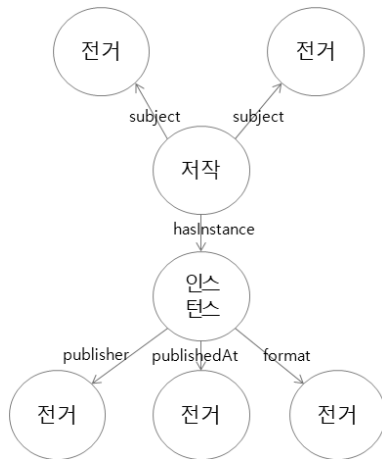 전거
전거
subject
subject
저작
hasInstance
인스
턴스
publisher
publishedAt
format
전거
전거
전거